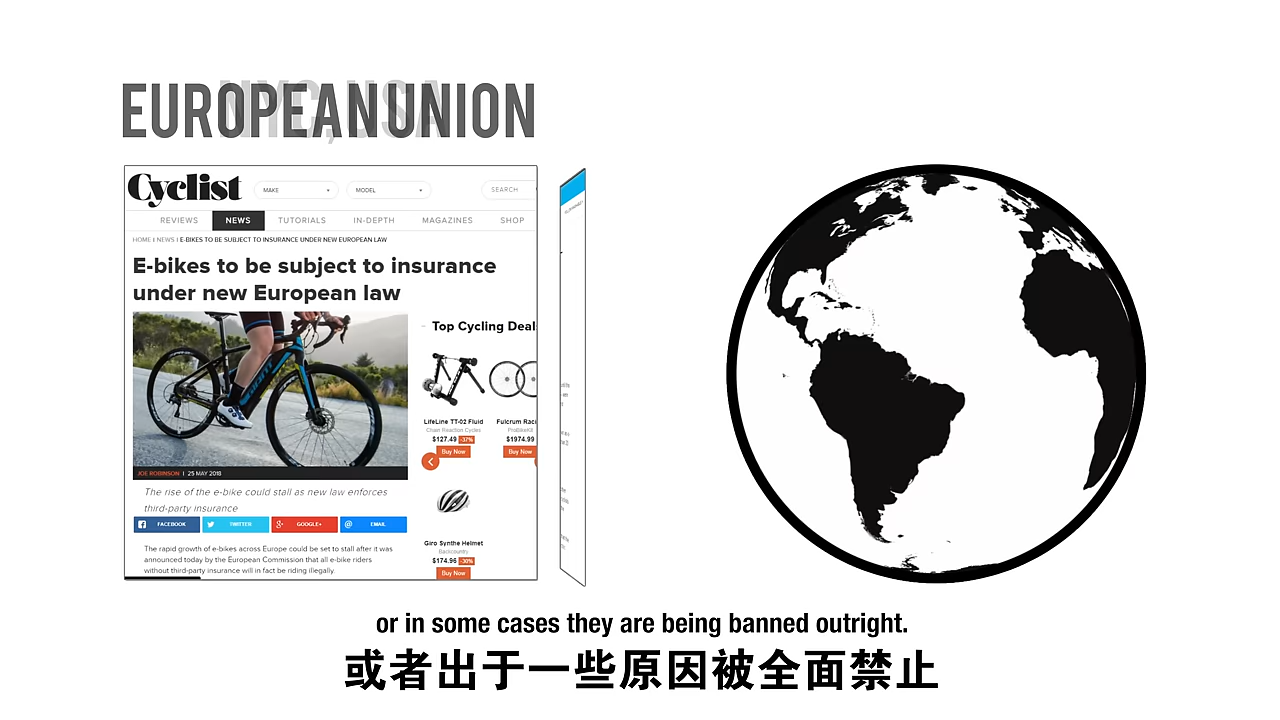 EUROPEAN UNION
NYC, USA
Cyclist
MAKE
MODEL
SEARCH
REVIEWS NEWS TUTORIALS IN-DEPTH MAGAZINES SHOP
HOME | NEWS | E-BIKES TO BE SUBJECT TO INSURANCE UNDER NEW EUROPEAN LAW
E-bikes to be subject to insurance
under new European law
Top Cycling Deal
GIANT
LifeLine TT-02 Fluid
Chain Reaction Cycles
$127.49 -37%
Buy Now
Fulcrum Raci
ProBikeKit
$1974.99
Buy Now
JOE ROBINSON | 25 MAY 2018
The rise of the e-bike could stall as new law enforces
third-party insurance
FACEBOOK TWITTER GOOGLE+ EMAIL
Giro Synthe Helmet
Backcountry
$174.96 -30%
Buy Now
The rapid growth of e-bikes across Europe could be set to stall after it was
announced today by the European Commission that all e-bike riders
without third-party insurance will in fact be riding illegally.
or in some cases they are being banned outright.
或者出于一些原因被全面禁止